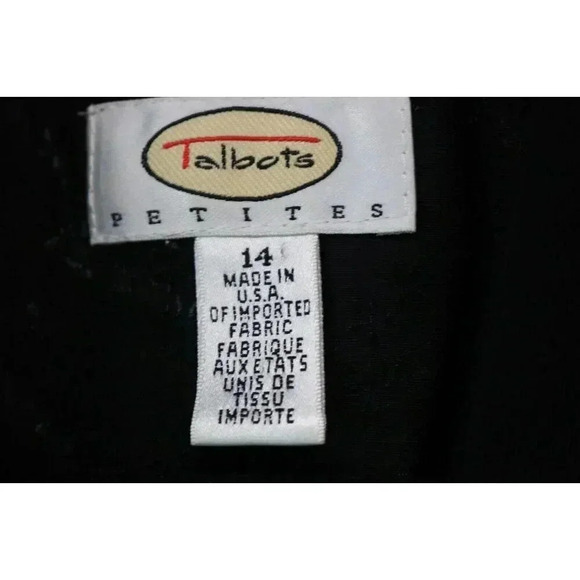 Talbots
PETITES
14
MADE IN
U.S.A.
OF IMPORTED
FABRIC
FABRIQUE
AUX ETATS
UNIS DE
TISSU
IMPORTE